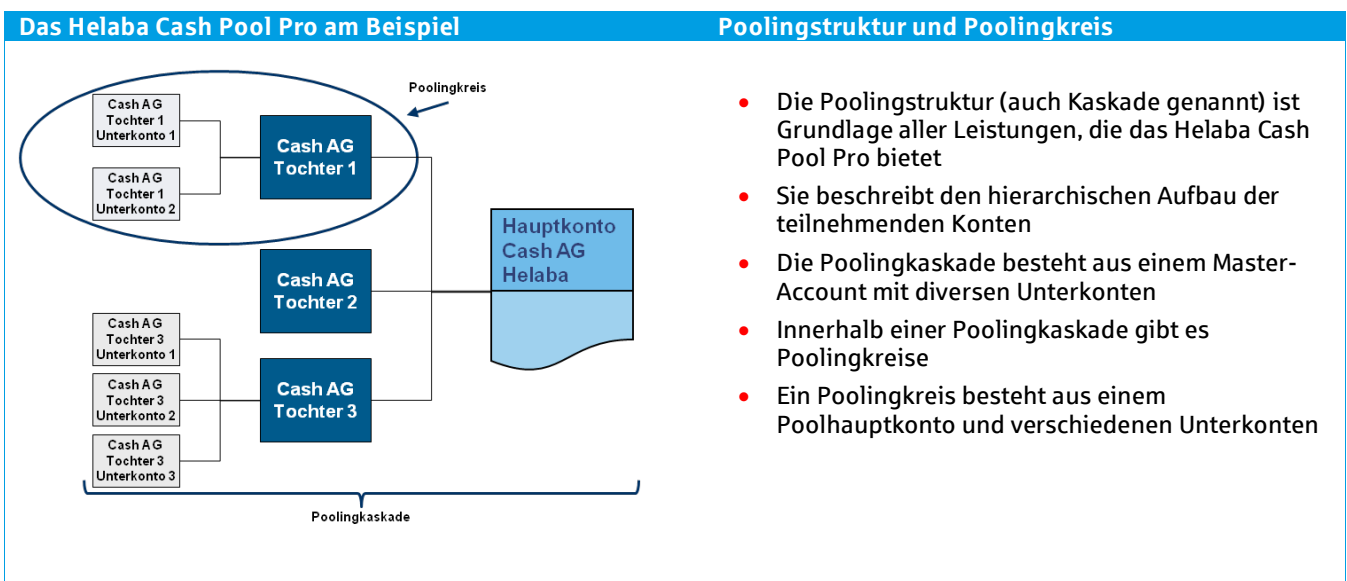 Das Helaba Cash Pool Pro am Beispiel
Poolingstruktur und Poolingkreis
Poolingkreis
Cash AG
Tochter 1
Unterkonto 1
Cash AG
Tochter 1
Unterkonto 2
Cash AG
Tochter 1
Cash AG
Tochter 2
Cash AG
Tochter 3
Unterkonto 1
Cash AG
Tochter 3
Unterkonto 2
Cash AG
Tochter 3
Unterkonto 3
Cash AG
Tochter 3
Hauptkonto
Cash AG
Helaba
Poolingkaskade
• Die Poolingstruktur (auch Kaskade genannt) ist
Grundlage aller Leistungen, die das Helaba Cash
Pool Pro bietet
• Sie beschreibt den hierarchischen Aufbau der
teilnehmenden Konten
• Die Poolingkaskade besteht aus einem Master-
Account mit diversen Unterkonten
• Innerhalb einer Poolingkaskade gibt es
Poolingkreise
• Ein Poolingkreis besteht aus einem
Poolhauptkonto und verschiedenen Unterkonten